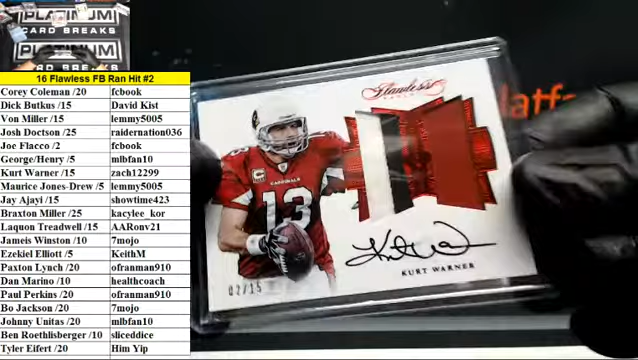 PLATINUM
CARD BREAKS
PLATINUM
CARD BREAKS
16 Flawless FB Ran Hit #2
Corey Coleman /20 fcbook
Dick Butkus /15 David Kist
Von Miller /15 lemmy5005
Josh Doctson /25 raidernation036
Joe Flacco /2 fcbook
George/Henry /5 mlbfan10
Kurt Warner /15 zach12299
Maurice Jones-Drew /5 lemmy5005
Jay Ajayi /15 showtime423
Braxton Miller /25 kacylee_kor
Laquon Treadwell /15 AARonv21
Jameis Winston /10 7mojo
Ezekiel Elliott /5 KeithM
Paxton Lynch /20 ofranman910
Dan Marino /10 healthcoach
Paul Perkins /20 ofranman910
Bo Jackson /20 7mojo
Johnny Unitas /20 mlbfan10
Ben Roethlisberger /10 sliceddice
Tyler Eifert /20 Him Yip
Flawless
CARDINALS
13
02/15
KURT WARNER